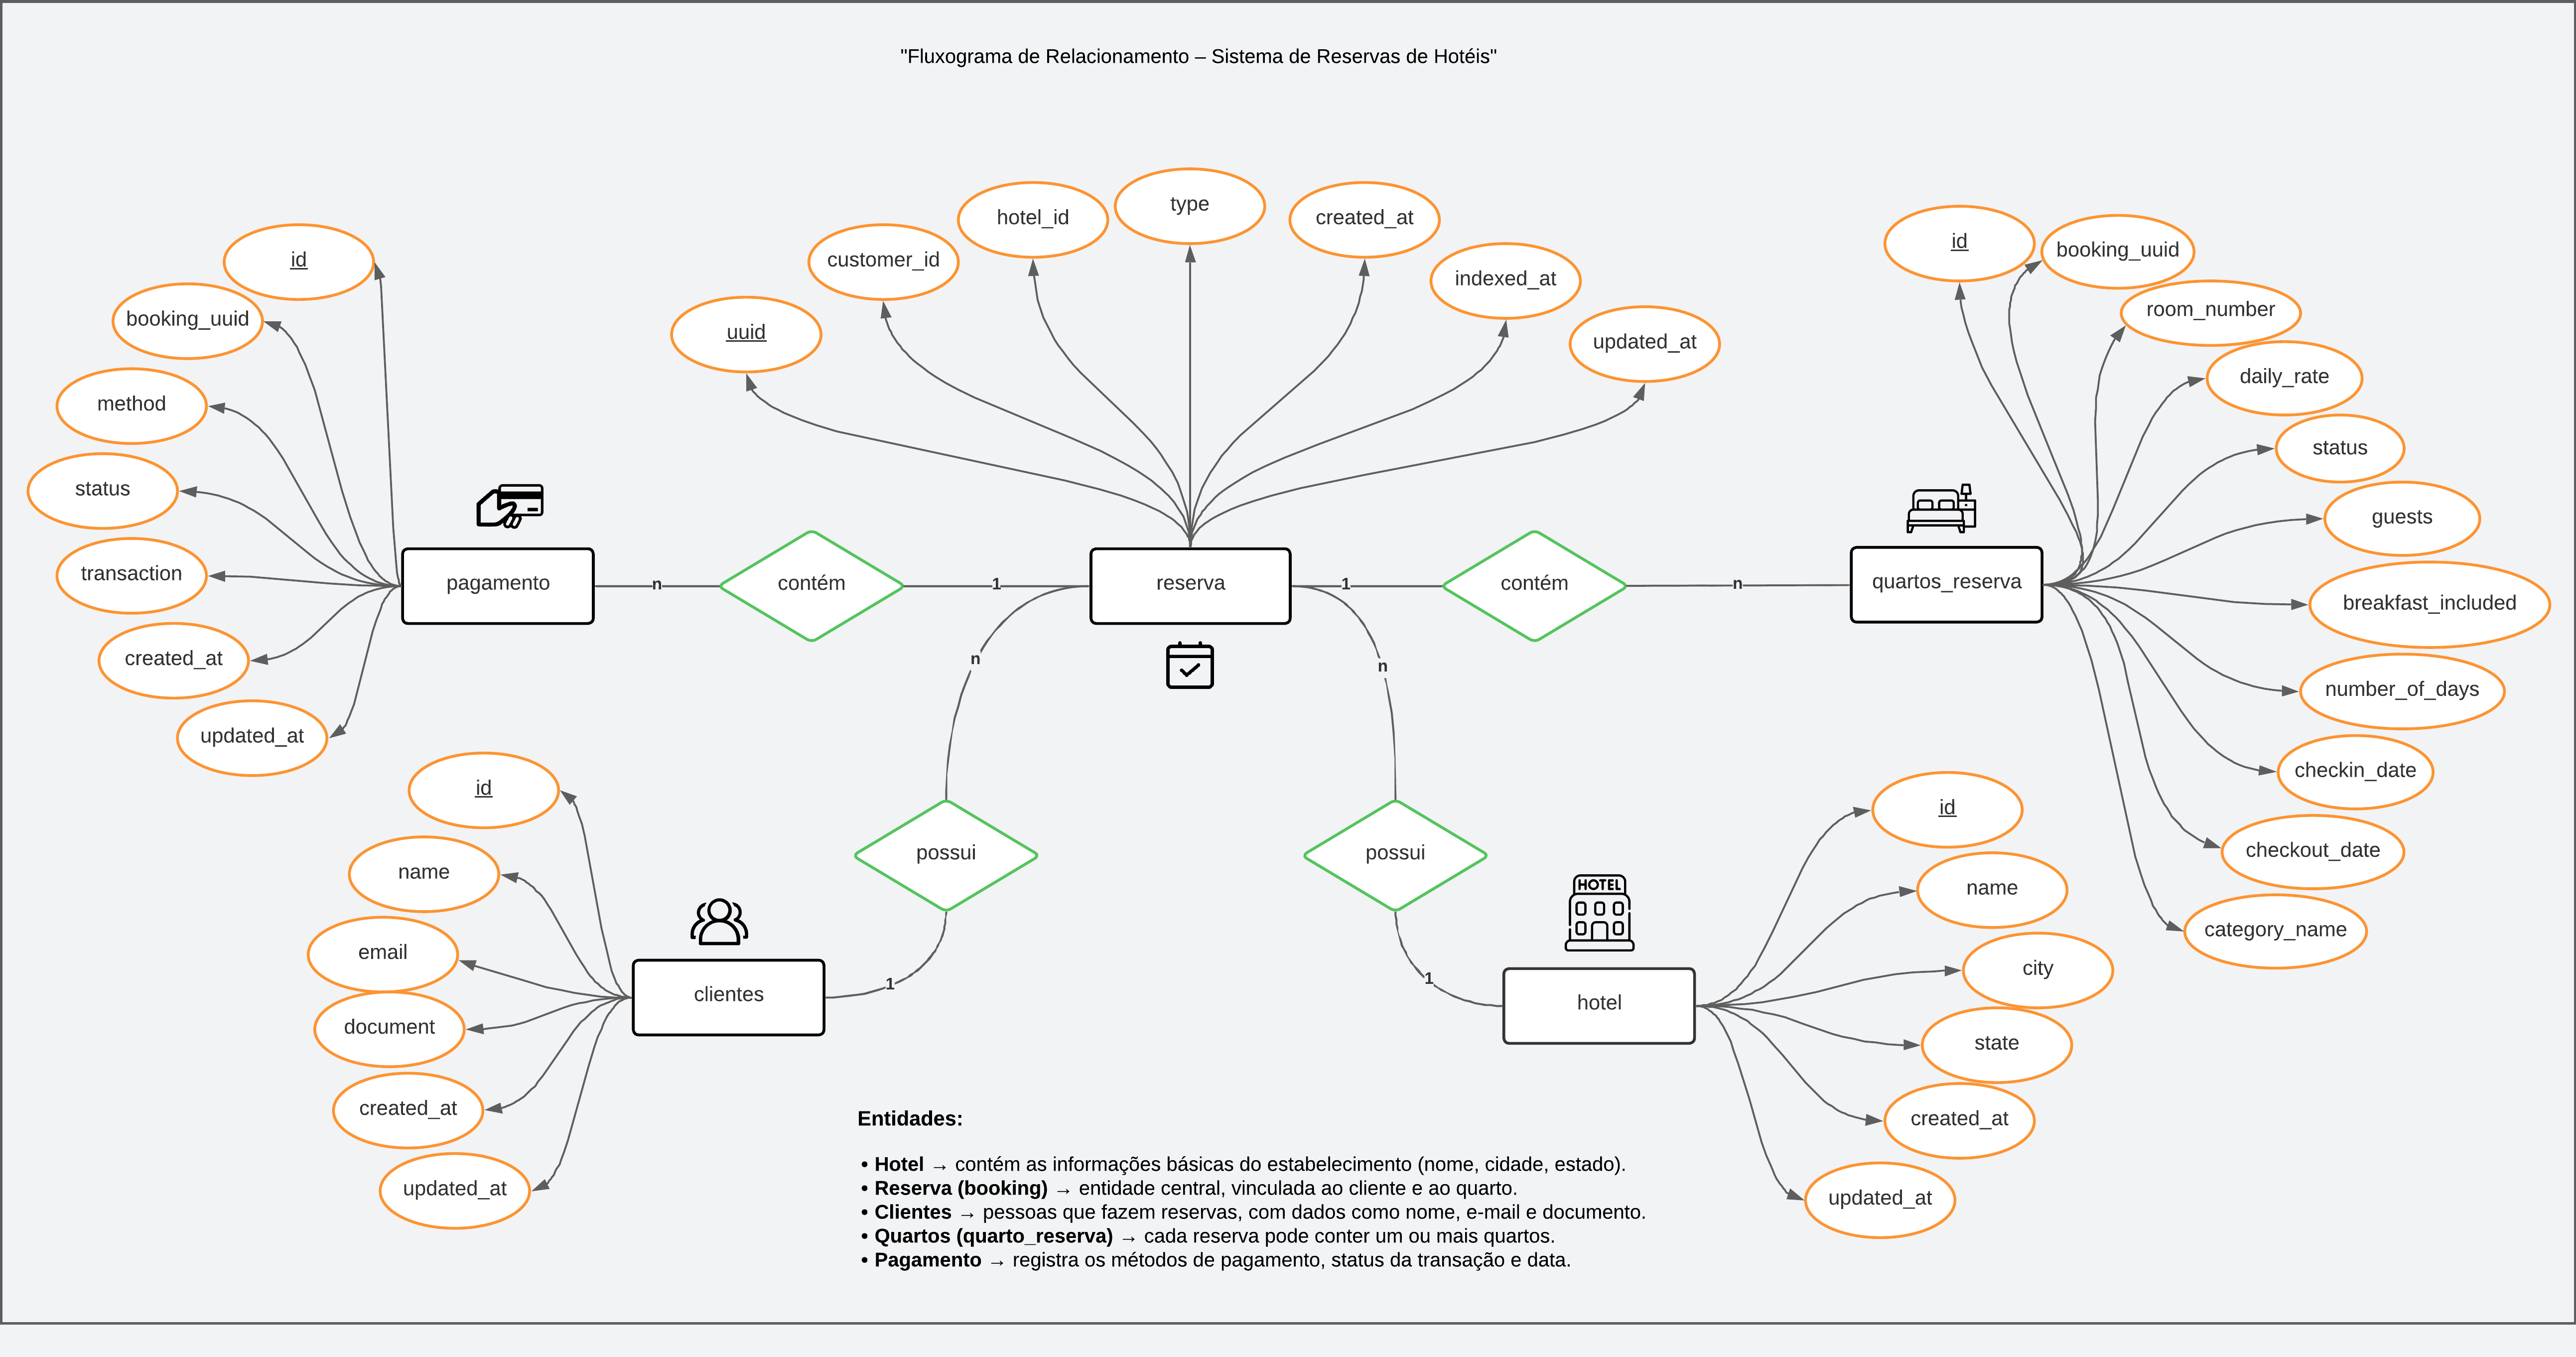 "Fluxograma de Relacionamento – Sistema de Reservas de Hotéis"
id
booking_uuid
method
status
transaction
created_at
updated_at
pagamento
n
contém
1
uuid
customer_id
hotel_id
type
created_at
indexed_at
updated_at
reserva
1
contém
n
quartos_reserva
id
booking_uuid
room_number
daily_rate
status
guests
breakfast_included
number_of_days
checkin_date
checkout_date
category_name
n
possui
1
clientes
id
name
email
document
created_at
updated_at
n
possui
1
HOTEL
hotel
id
name
city
state
created_at
updated_at
Entidades:
• Hotel → contém as informações básicas do estabelecimento (nome, cidade, estado).
• Reserva (booking) → entidade central, vinculada ao cliente e ao quarto.
• Clientes → pessoas que fazem reservas, com dados como nome, e-mail e documento.
• Quartos (quarto_reserva) → cada reserva pode conter um ou mais quartos.
• Pagamento → registra os métodos de pagamento, status da transação e data.